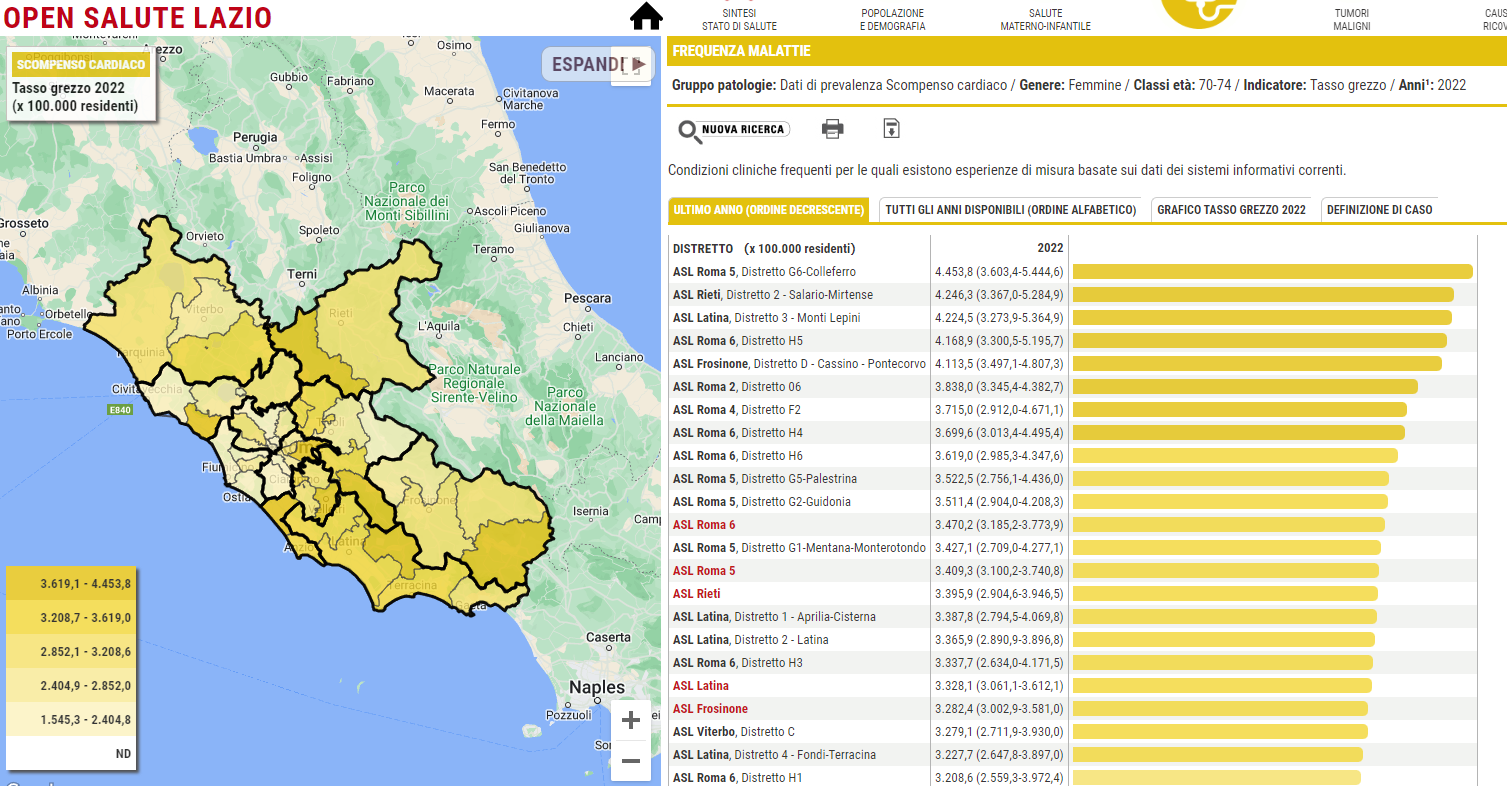 OPEN SALUTE LAZIO
SINTESI
STATO DI SALUTE
POPOLAZIONE
E DEMOGRAFIA
SALUTE
MATERNO-INFANTILE
TUMORI
MALIGNI
SCOMPENSO CARDIACO
Tasso grezzo 2022
(x 100.000 residenti)
ESPANDI
Arezzo
Osimo
Gubbio
Fabriano
Macerata
Civitanova
Marche
Fermo
Perugia
Bastia Umbra
Assisi
Foligno
San Benedetto
del Tronto
Parco
Nazionale dei
Monti Sibillini
Ascoli Piceno
Grosseto
Giulianova
Orvieto
Spoleto
Teramo
Terni
Albinia
Orbetello
Porto Ercole
Viterbo
Rieti
Pescara
L'Aquila
Chieti
Tarquinia
Lanciano
Parco Naturale
Regionale
Sirente-Velino
Civitavecchia
E840
Parco
Nazionale
della Maiella
Tivoli
Fiumicino
Ostia
Frosinone
Isernia
Velletri
Anzio
Latina
Terracina
Gaeta
Caserta
Naples
Pozzuoli
3.619,1 - 4.453,8
3.208,7 - 3.619,0
2.852,1 - 3.208,6
2.404,9 - 2.852,0
1.545,3 - 2.404,8
ND
FREQUENZA MALATTIE
Gruppo patologie: Dati di prevalenza Scompenso cardiaco / Genere: Femmine / Classi età: 70-74 / Indicatore: Tasso grezzo / Anni¹: 2022
NUOVA RICERCA
Condizioni cliniche frequenti per le quali esistono esperienze di misura basate sui dati dei sistemi informativi correnti.
ULTIMO ANNO (ORDINE DECRESCENTE) TUTTI GLI ANNI DISPONIBILI (ORDINE ALFABETICO) GRAFICO TASSO GREZZO 2022 DEFINIZIONE DI CASO
DISTRETTO (x 100.000 residenti) 2022
ASL Roma 5, Distretto G6-Colleferro 4.453,8 (3.603,4-5.444,6)
ASL Rieti, Distretto 2 - Salario-Mirtense 4.246,3 (3.367,0-5.284,9)
ASL Latina, Distretto 3 - Monti Lepini 4.224,5 (3.273,9-5.364,9)
ASL Roma 6, Distretto H5 4.168,9 (3.300,5-5.195,7)
ASL Frosinone, Distretto D - Cassino - Pontecorvo 4.113,5 (3.497,1-4.807,3)
ASL Roma 2, Distretto 06 3.838,0 (3.345,4-4.382,7)
ASL Roma 4, Distretto F2 3.715,0 (2.912,0-4.671,1)
ASL Roma 6, Distretto H4 3.699,6 (3.013,4-4.495,4)
ASL Roma 6, Distretto H6 3.619,0 (2.985,3-4.347,6)
ASL Roma 5, Distretto G5-Palestrina 3.522,5 (2.756,1-4.436,0)
ASL Roma 5, Distretto G2-Guidonia 3.511,4 (2.904,0-4.208,3)
ASL Roma 6 3.470,2 (3.185,2-3.773,9)
ASL Roma 5, Distretto G1-Mentana-Monterotondo 3.427,1 (2.709,0-4.277,1)
ASL Roma 5 3.409,3 (3.100,2-3.740,8)
ASL Rieti 3.395,9 (2.904,6-3.946,5)
ASL Latina, Distretto 1 - Aprilia-Cisterna 3.387,8 (2.794,5-4.069,8)
ASL Latina, Distretto 2 - Latina 3.365,9 (2.890,9-3.896,8)
ASL Roma 6, Distretto H3 3.337,7 (2.634,0-4.171,5)
ASL Latina 3.328,1 (3.061,1-3.612,1)
ASL Frosinone 3.282,4 (3.002,9-3.581,0)
ASL Viterbo, Distretto C 3.279,1 (2.711,9-3.930,0)
ASL Latina, Distretto 4 - Fondi-Terracina 3.227,7 (2.647,8-3.897,0)
ASL Roma 6, Distretto H1 3.208,6 (2.559,3-3.972,4)